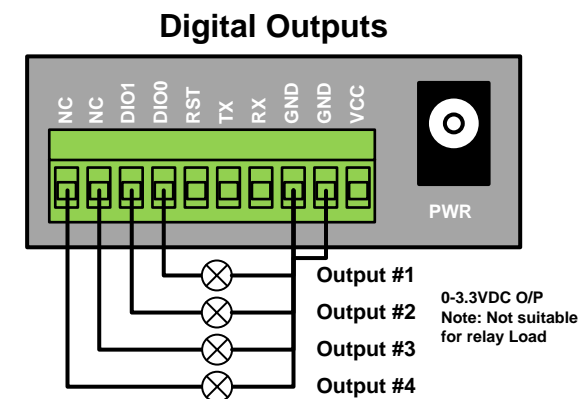 Digital Outputs
NC
NC
DIO1
DIO0
RST
TX
RX
GND
GND
VCC
PWR
Output #1
Output #2
Output #3
Output #4
0-3.3VDC O/P
Note: Not suitable
for relay Load